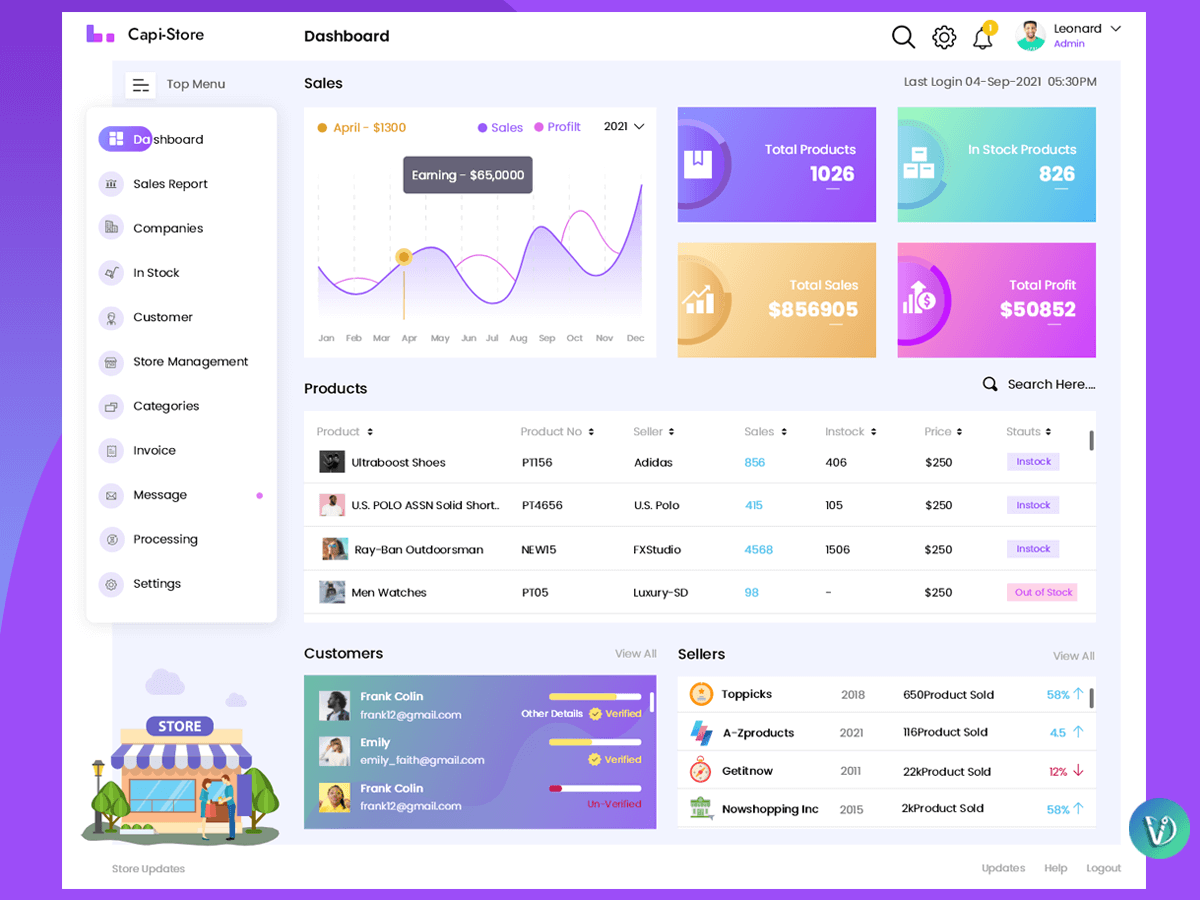 Capi-Store
Dashboard
1
Leonard
Admin
Top Menu
Sales
Last Login 04-Sep-2021 05:30PM
Dashboard
Sales Report
Companies
In Stock
Customer
Store Management
Categories
Invoice
Message
Processing
Settings
April - $1300
Sales
Profilt
2021
Earning - $65,0000
Jan Feb Mar Apr May Jun Jul Aug Sep Oct Nov Dec
Total Products
1026
In Stock Products
826
Total Sales
$856905
Total Profit
$50852
Products
Search Here....
Product Product No Seller Sales Instock Price Stauts
Ultraboost Shoes PT156 Adidas 856 406 $250 Instock
U.S. POLO ASSN Solid Short.. PT4656 U.S. Polo 415 105 $250 Instock
Ray-Ban Outdoorsman NEW15 FXStudio 4568 1506 $250 Instock
Men Watches PT05 Luxury-SD 98 - $250 Out of Stock
Customers
View All
Frank Colin
frank12@gmail.com
Other Details Verified
Emily
emily_faith@gmail.com
Verified
Frank Colin
frank12@gmail.com
Un-Verified
Sellers
View All
Toppicks 2018 650Product Sold 58%
A-Zproducts 2021 116Product Sold 4.5
Getitnow 2011 22kProduct Sold 12%
Nowshopping Inc 2015 2kProduct Sold 58%
STORE
Store Updates
Updates
Help
Logout